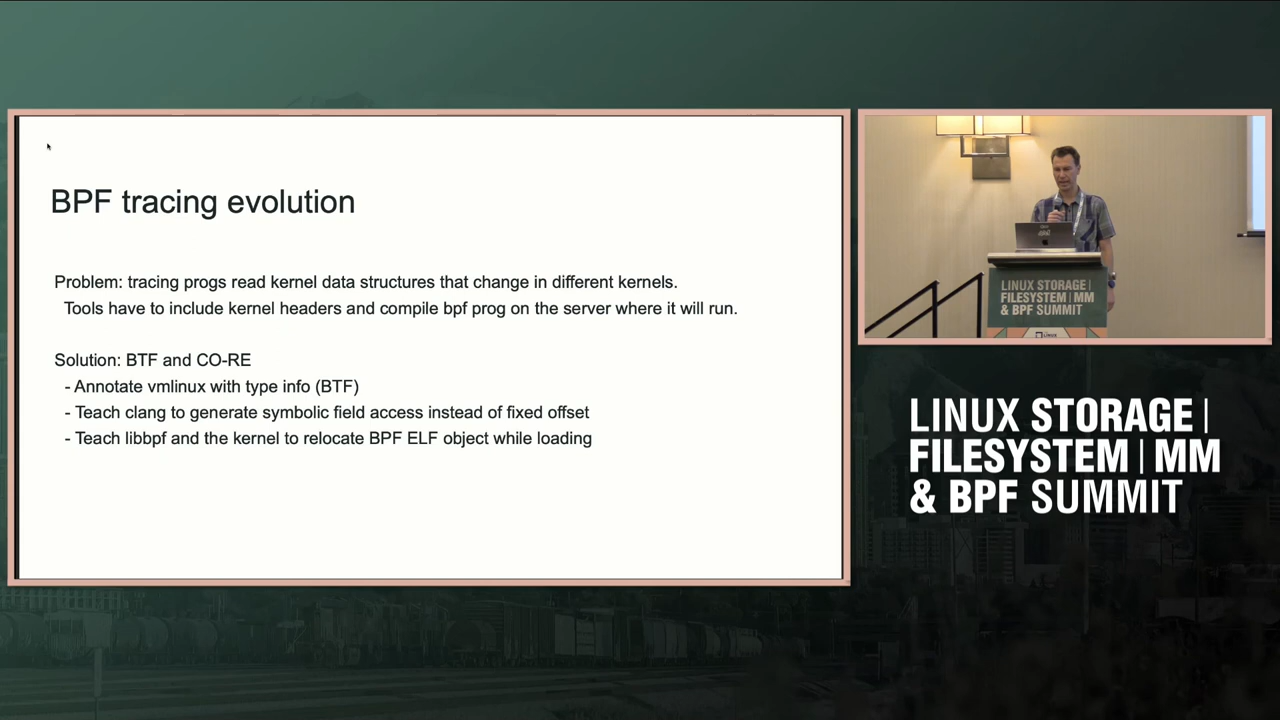 BPF tracing evolution
Problem: tracing progs read kernel data structures that change in different kernels.
Tools have to include kernel headers and compile bpf prog on the server where it will run.
Solution: BTF and CO-RE
- Annotate vmlinux with type info (BTF)
- Teach clang to generate symbolic field access instead of fixed offset
- Teach libbpf and the kernel to relocate BPF ELF object while loading
LINUX STORAGE |
FILESYSTEM | MM
& BPF SUMMIT
LINUX
LINUX STORAGE |
FILESYSTEM | MM
& BPF SUMMIT